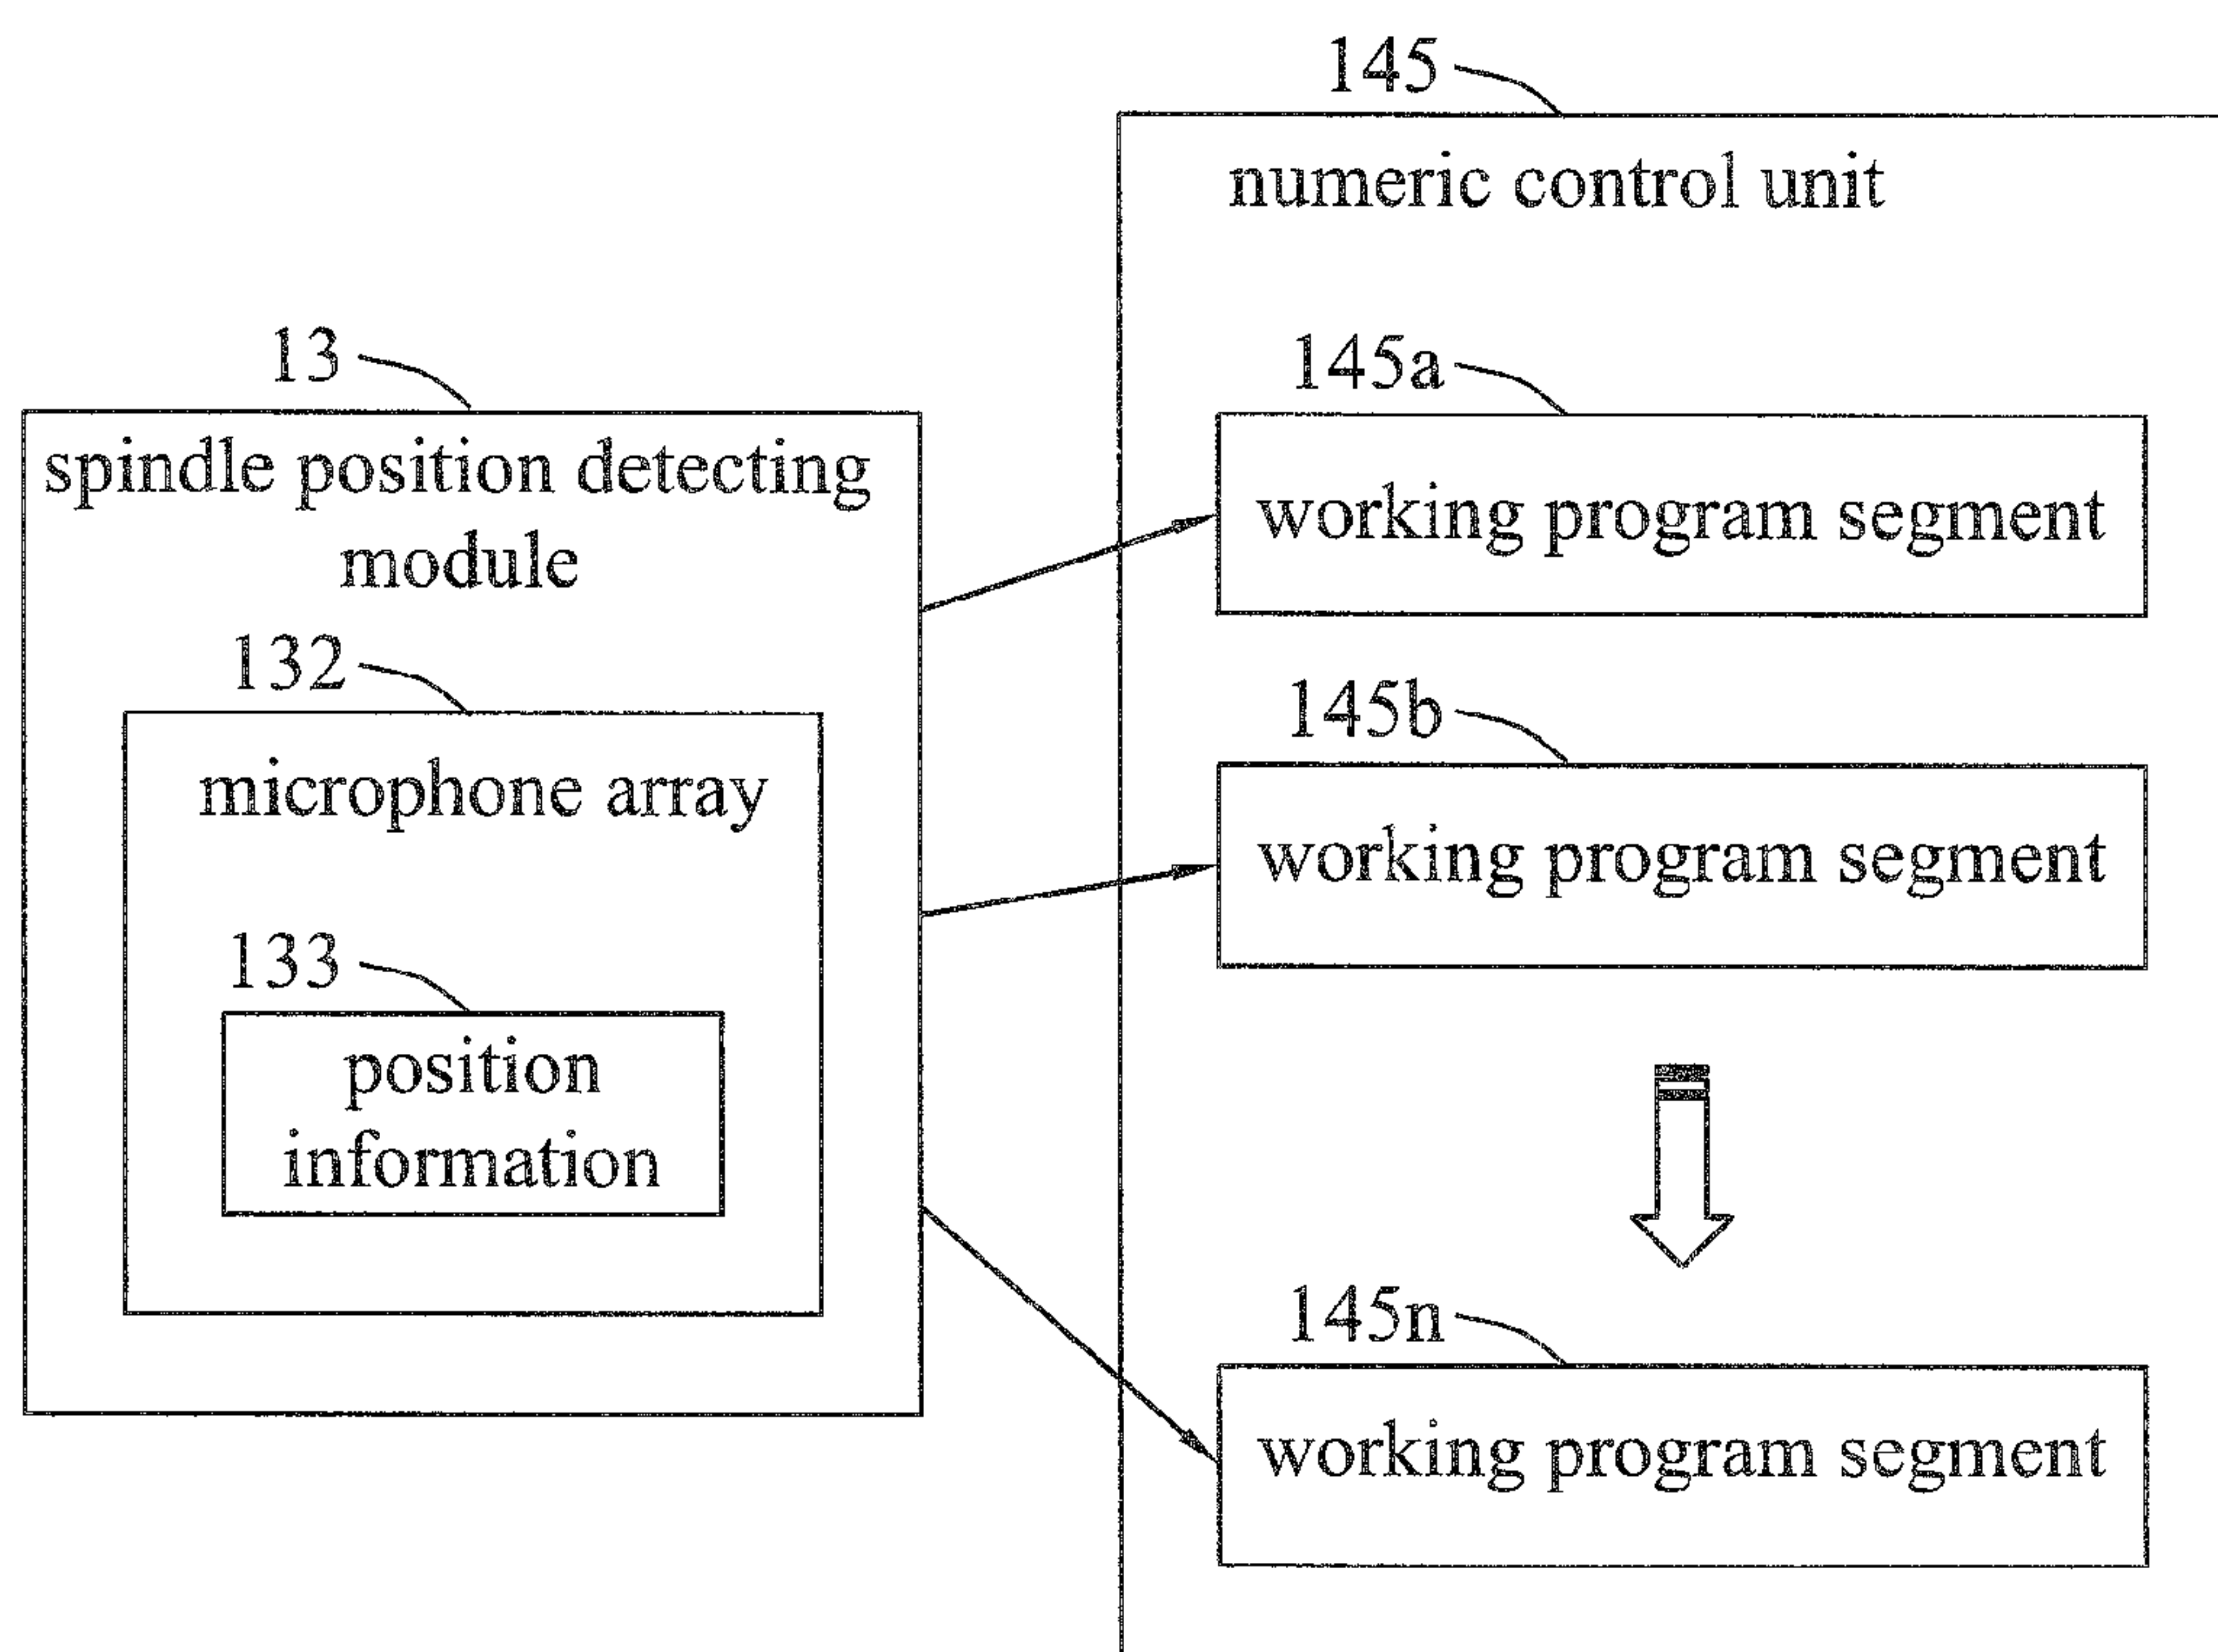 145
numeric control unit
13
spindle position detecting
module
132
microphone array
133
position
information
145a
working program segment
145b
working program segment
145n
working program segment